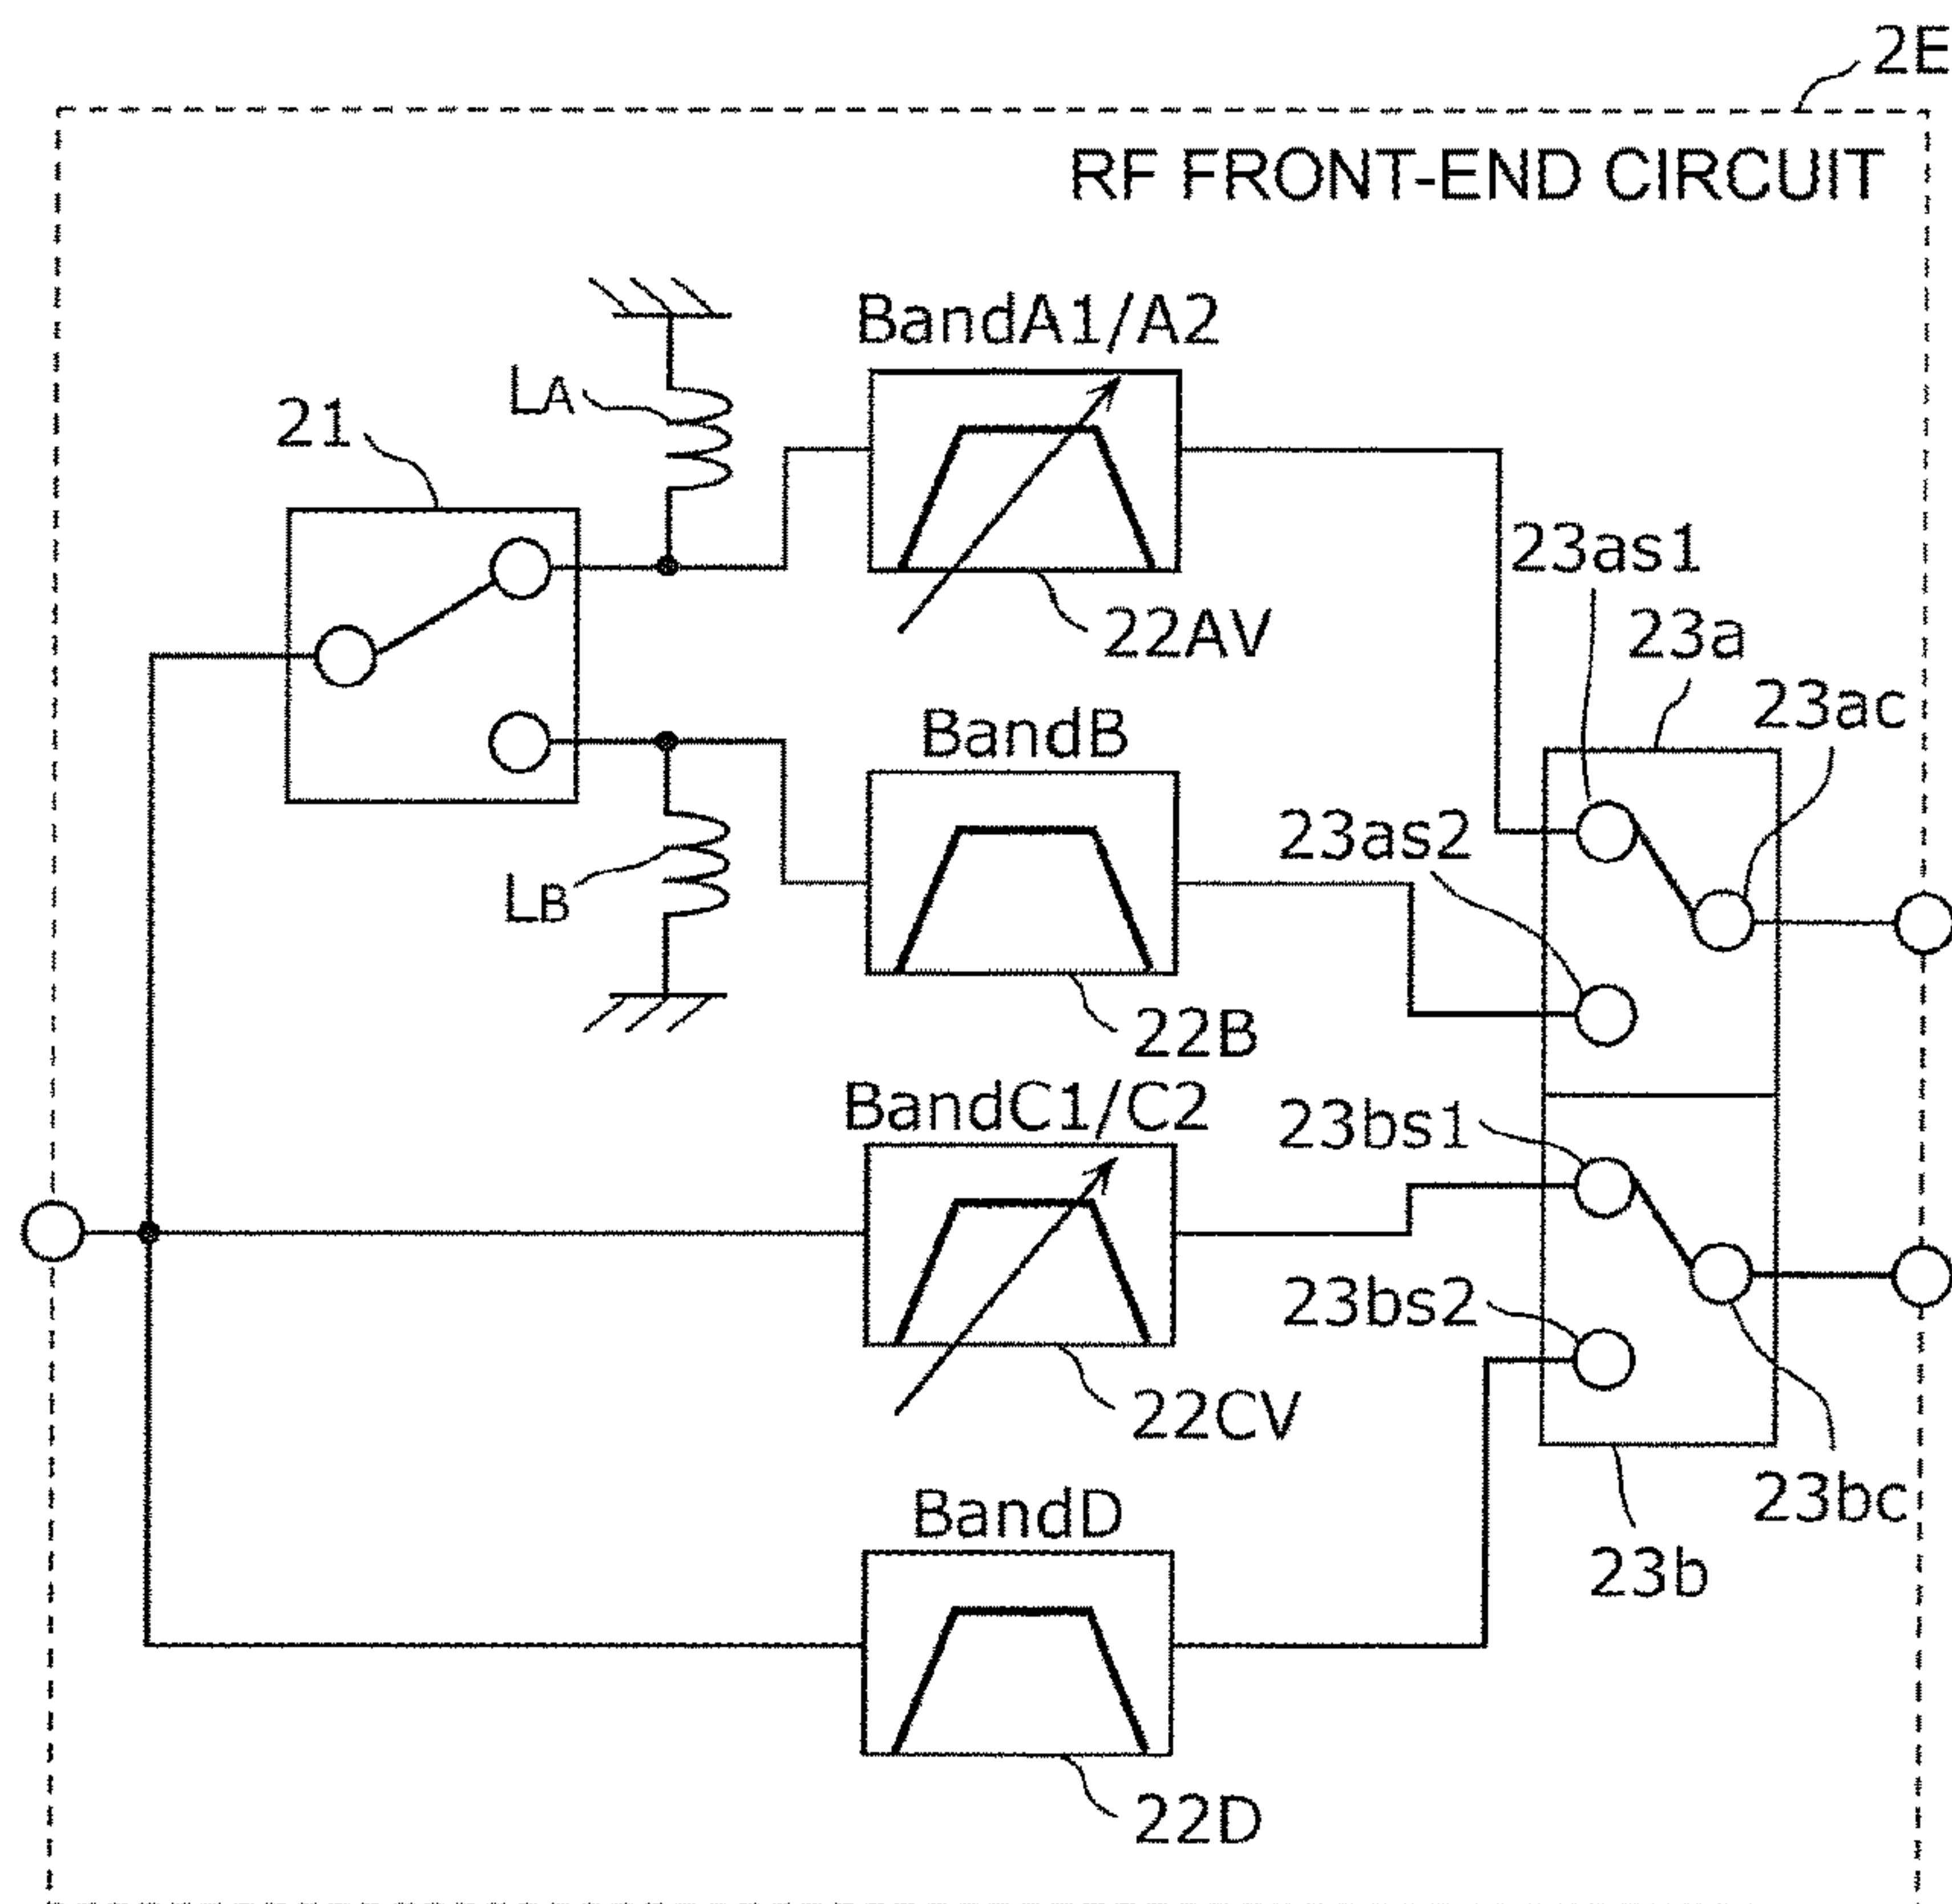 2E
RF FRONT-END CIRCUIT
BandA1/A2
LA
21
23as1
22AV
23a
23ac
BandB
23as2
LB
22B
BandC1/C2
23bs1
23bs2
22CV
23bc
BandD
23b
22D